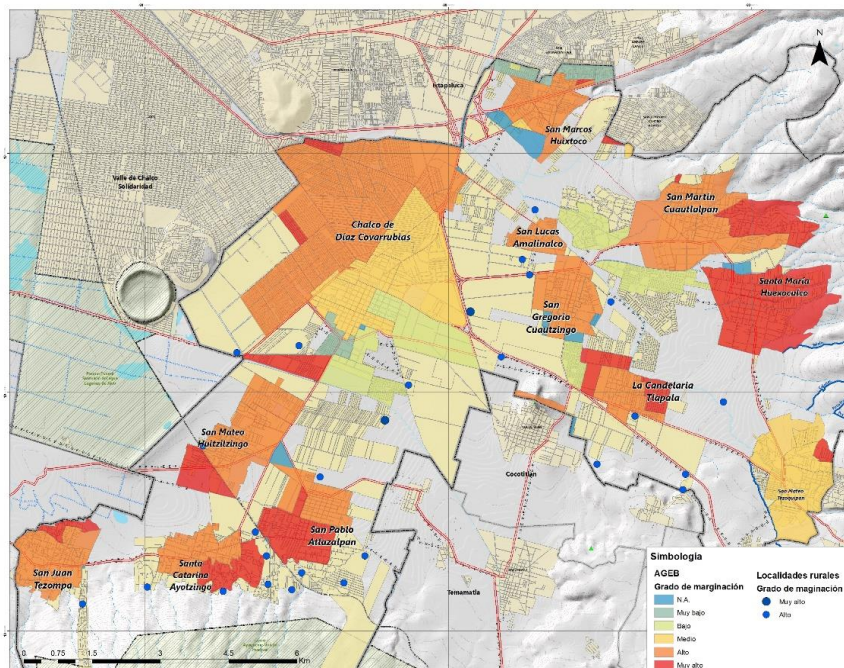 N
Ixtapaluca
San Marcos
Huixtoco
Valle de Chalco
Solidaridad
San Martín
Cuautlalpan
Chalco de
Díaz Covarrubias
San Lucas
Amalinalco
Santa María
Huexoculco
San
Gregorio
Cuautzingo
La Candelaria
Tlapala
San Mateo
Huitzilzingo
Cocotitlán
San Mateo
Tezoquipan
San Pablo
Atlazalpan
San Juan
Tezompa
Santa
Catarina
Ayotzingo
Temamatla
Simbología
AGEB
Grado de marginación
N.A.
Muy bajo
Bajo
Medio
Alto
Muy alto
Localidades rurales
Grado de maginación
Muy alto
Alto
0 0.75 1.5 3 4.5 6
Km